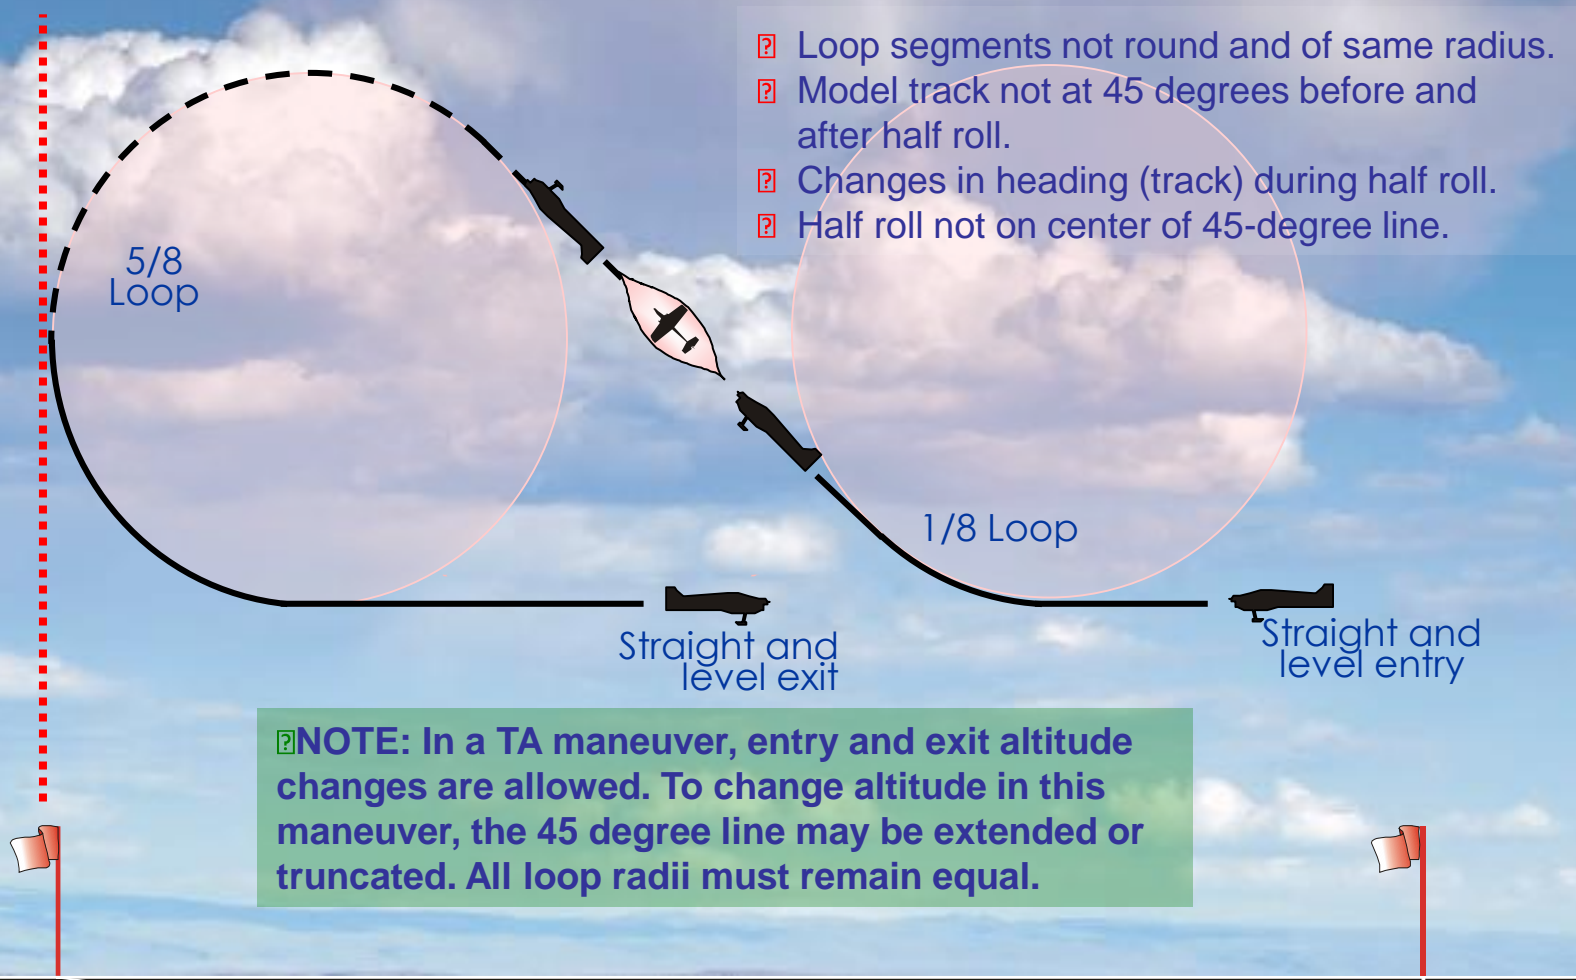 Loop segments not round and of same radius.
Model track not at 45 degrees before and
after half roll.
Changes in heading (track) during half roll.
Half roll not on center of 45-degree line.
5/8
Loop
1/8 Loop
Straight and
level exit
Straight and
level entry
NOTE: In a TA maneuver, entry and exit altitude
changes are allowed. To change altitude in this
maneuver, the 45 degree line may be extended or
truncated. All loop radii must remain equal.